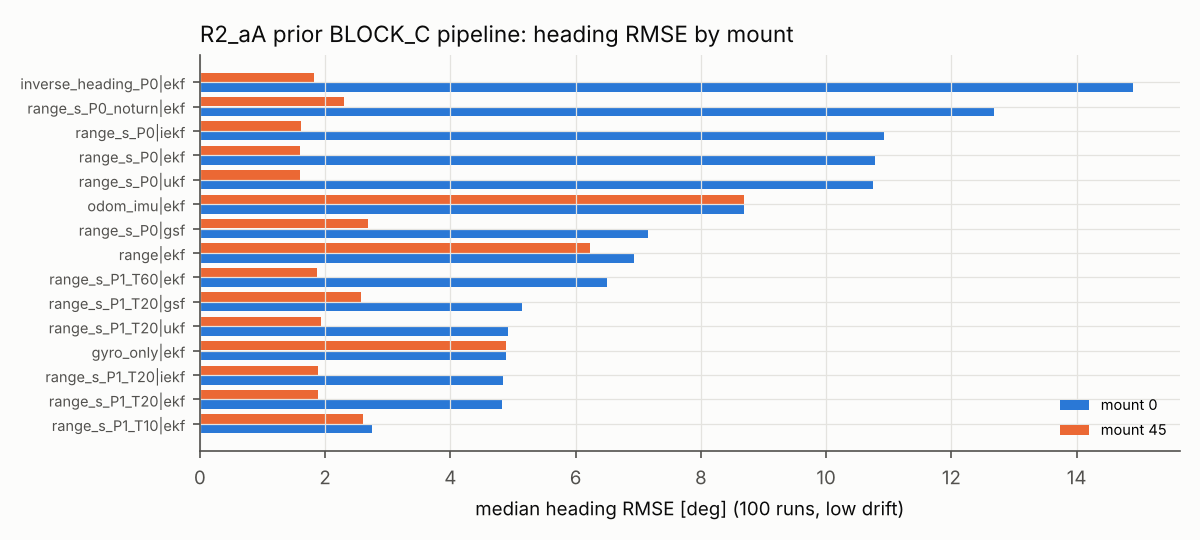 R2_aA prior BLOCK_C pipeline: heading RMSE by mount
inverse_heading_P0|ekf
range_s_P0_noturn|ekf
range_s_P0|iekf
range_s_P0|ekf
range_s_P0|ukf
odom_imu|ekf
range_s_P0|gsf
range|ekf
range_s_P1_T60|ekf
range_s_P1_T20|gsf
range_s_P1_T20|ukf
gyro_only|ekf
range_s_P1_T20|iekf
range_s_P1_T20|ekf
range_s_P1_T10|ekf
mount 0
mount 45
0 2 4 6 8 10 12 14
median heading RMSE [deg] (100 runs, low drift)